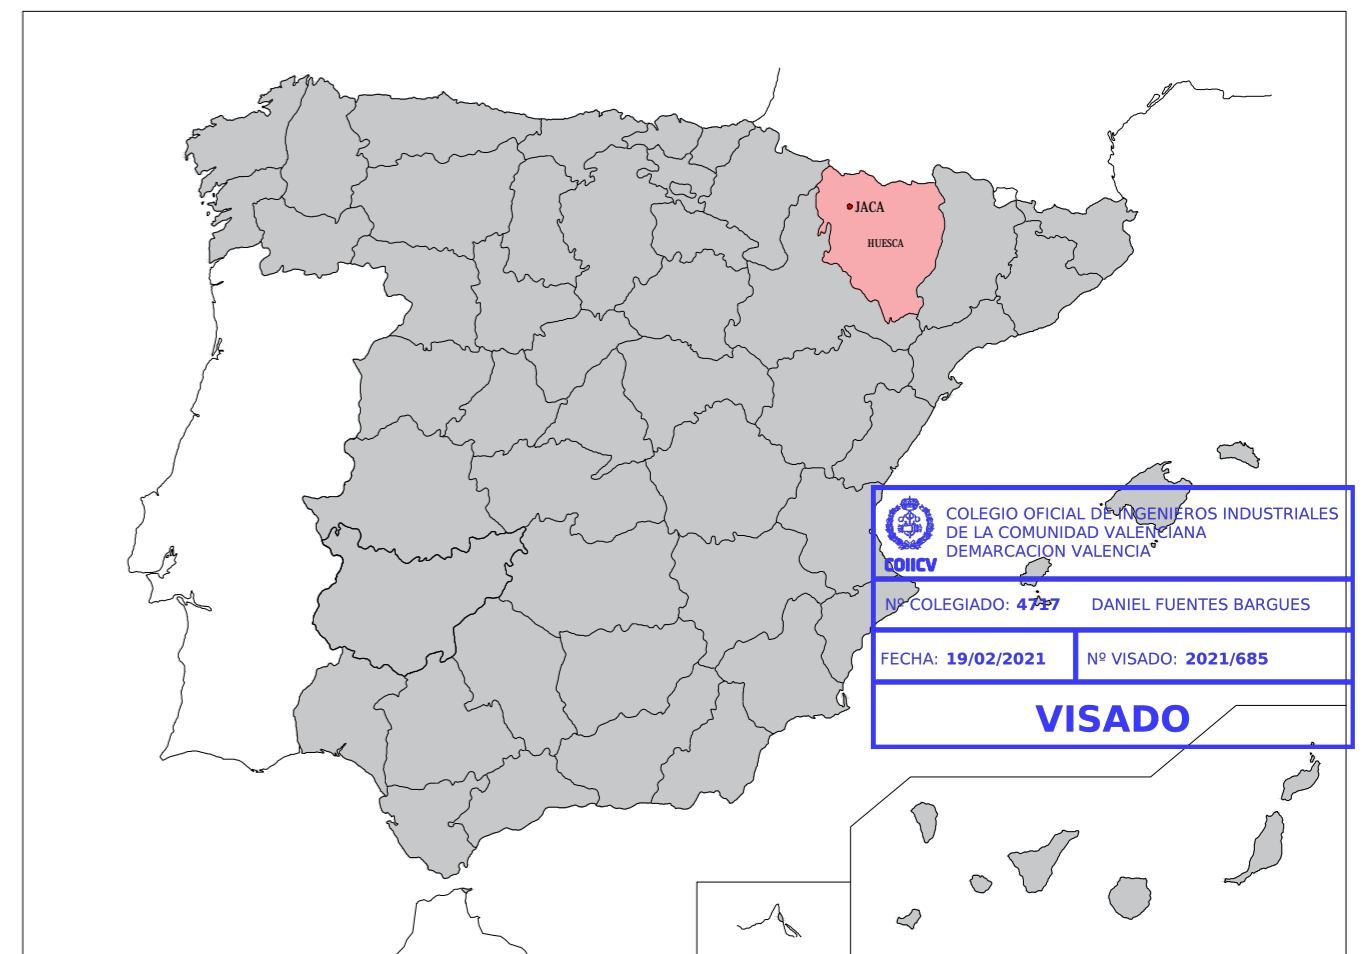 JACA
HUESCA
COLEGIO OFICIAL DE INGENIEROS INDUSTRIALES
DE LA COMUNIDAD VALENCIANA
DEMARCACION VALENCIA
COIICV
Nº COLEGIADO: 4717 DANIEL FUENTES BARGUES
FECHA: 19/02/2021 Nº VISADO: 2021/685
VISADO